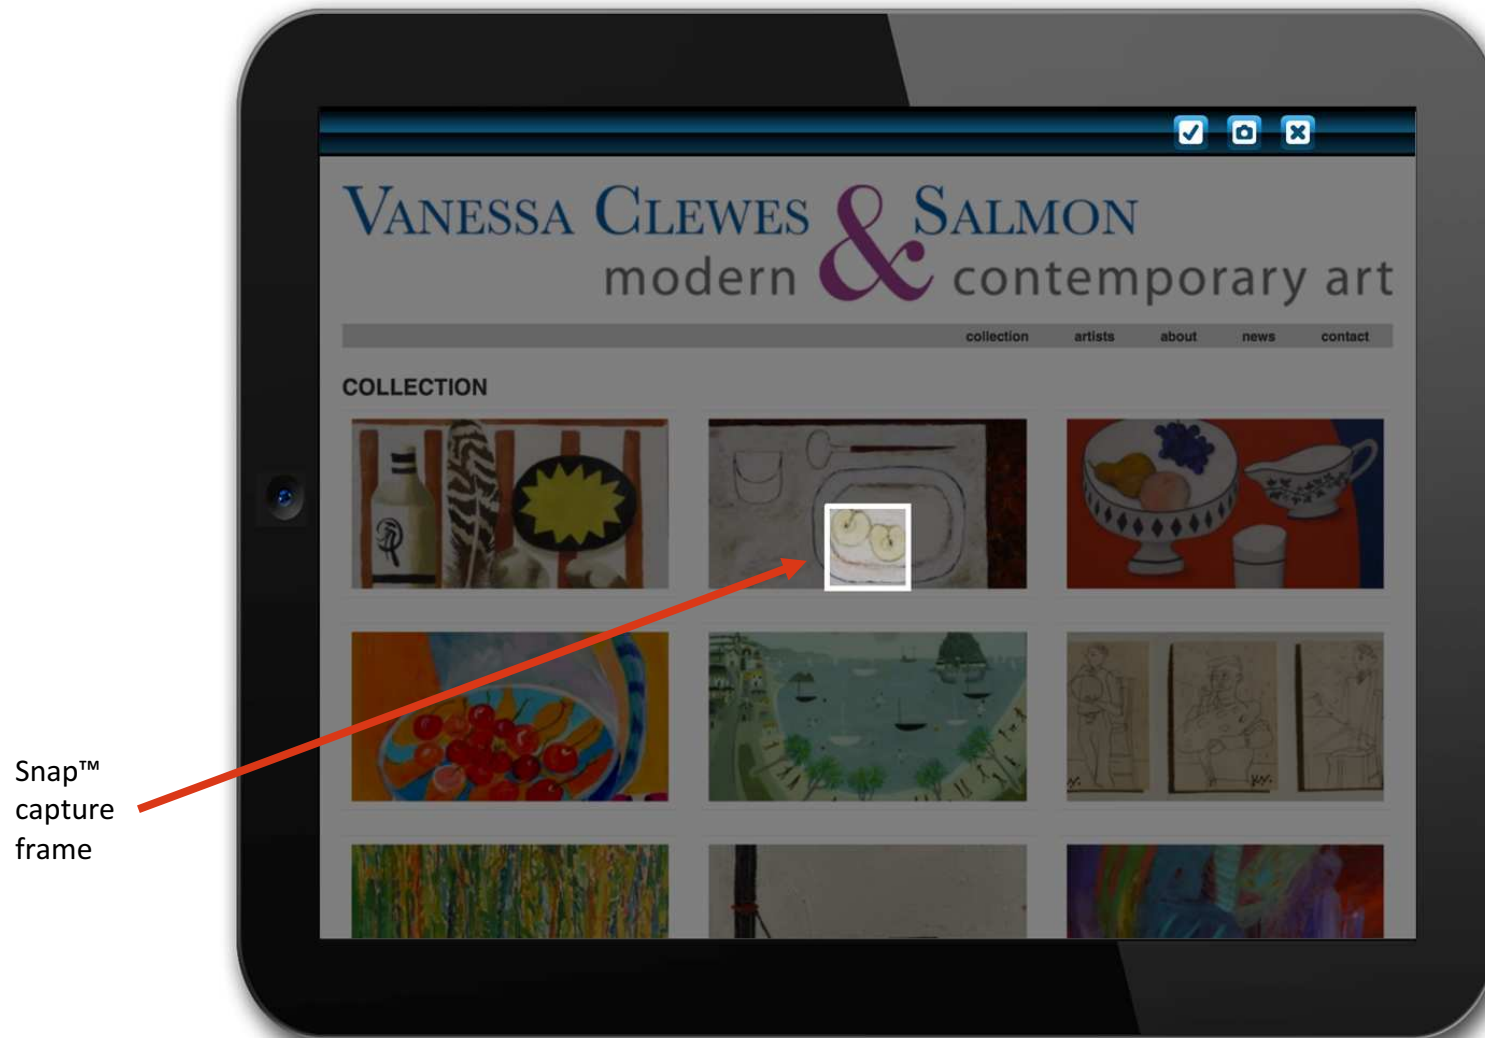 VANESSA CLEWES & SALMON
modern & contemporary art
collection artists about news contact
COLLECTION
Snap™
capture
frame